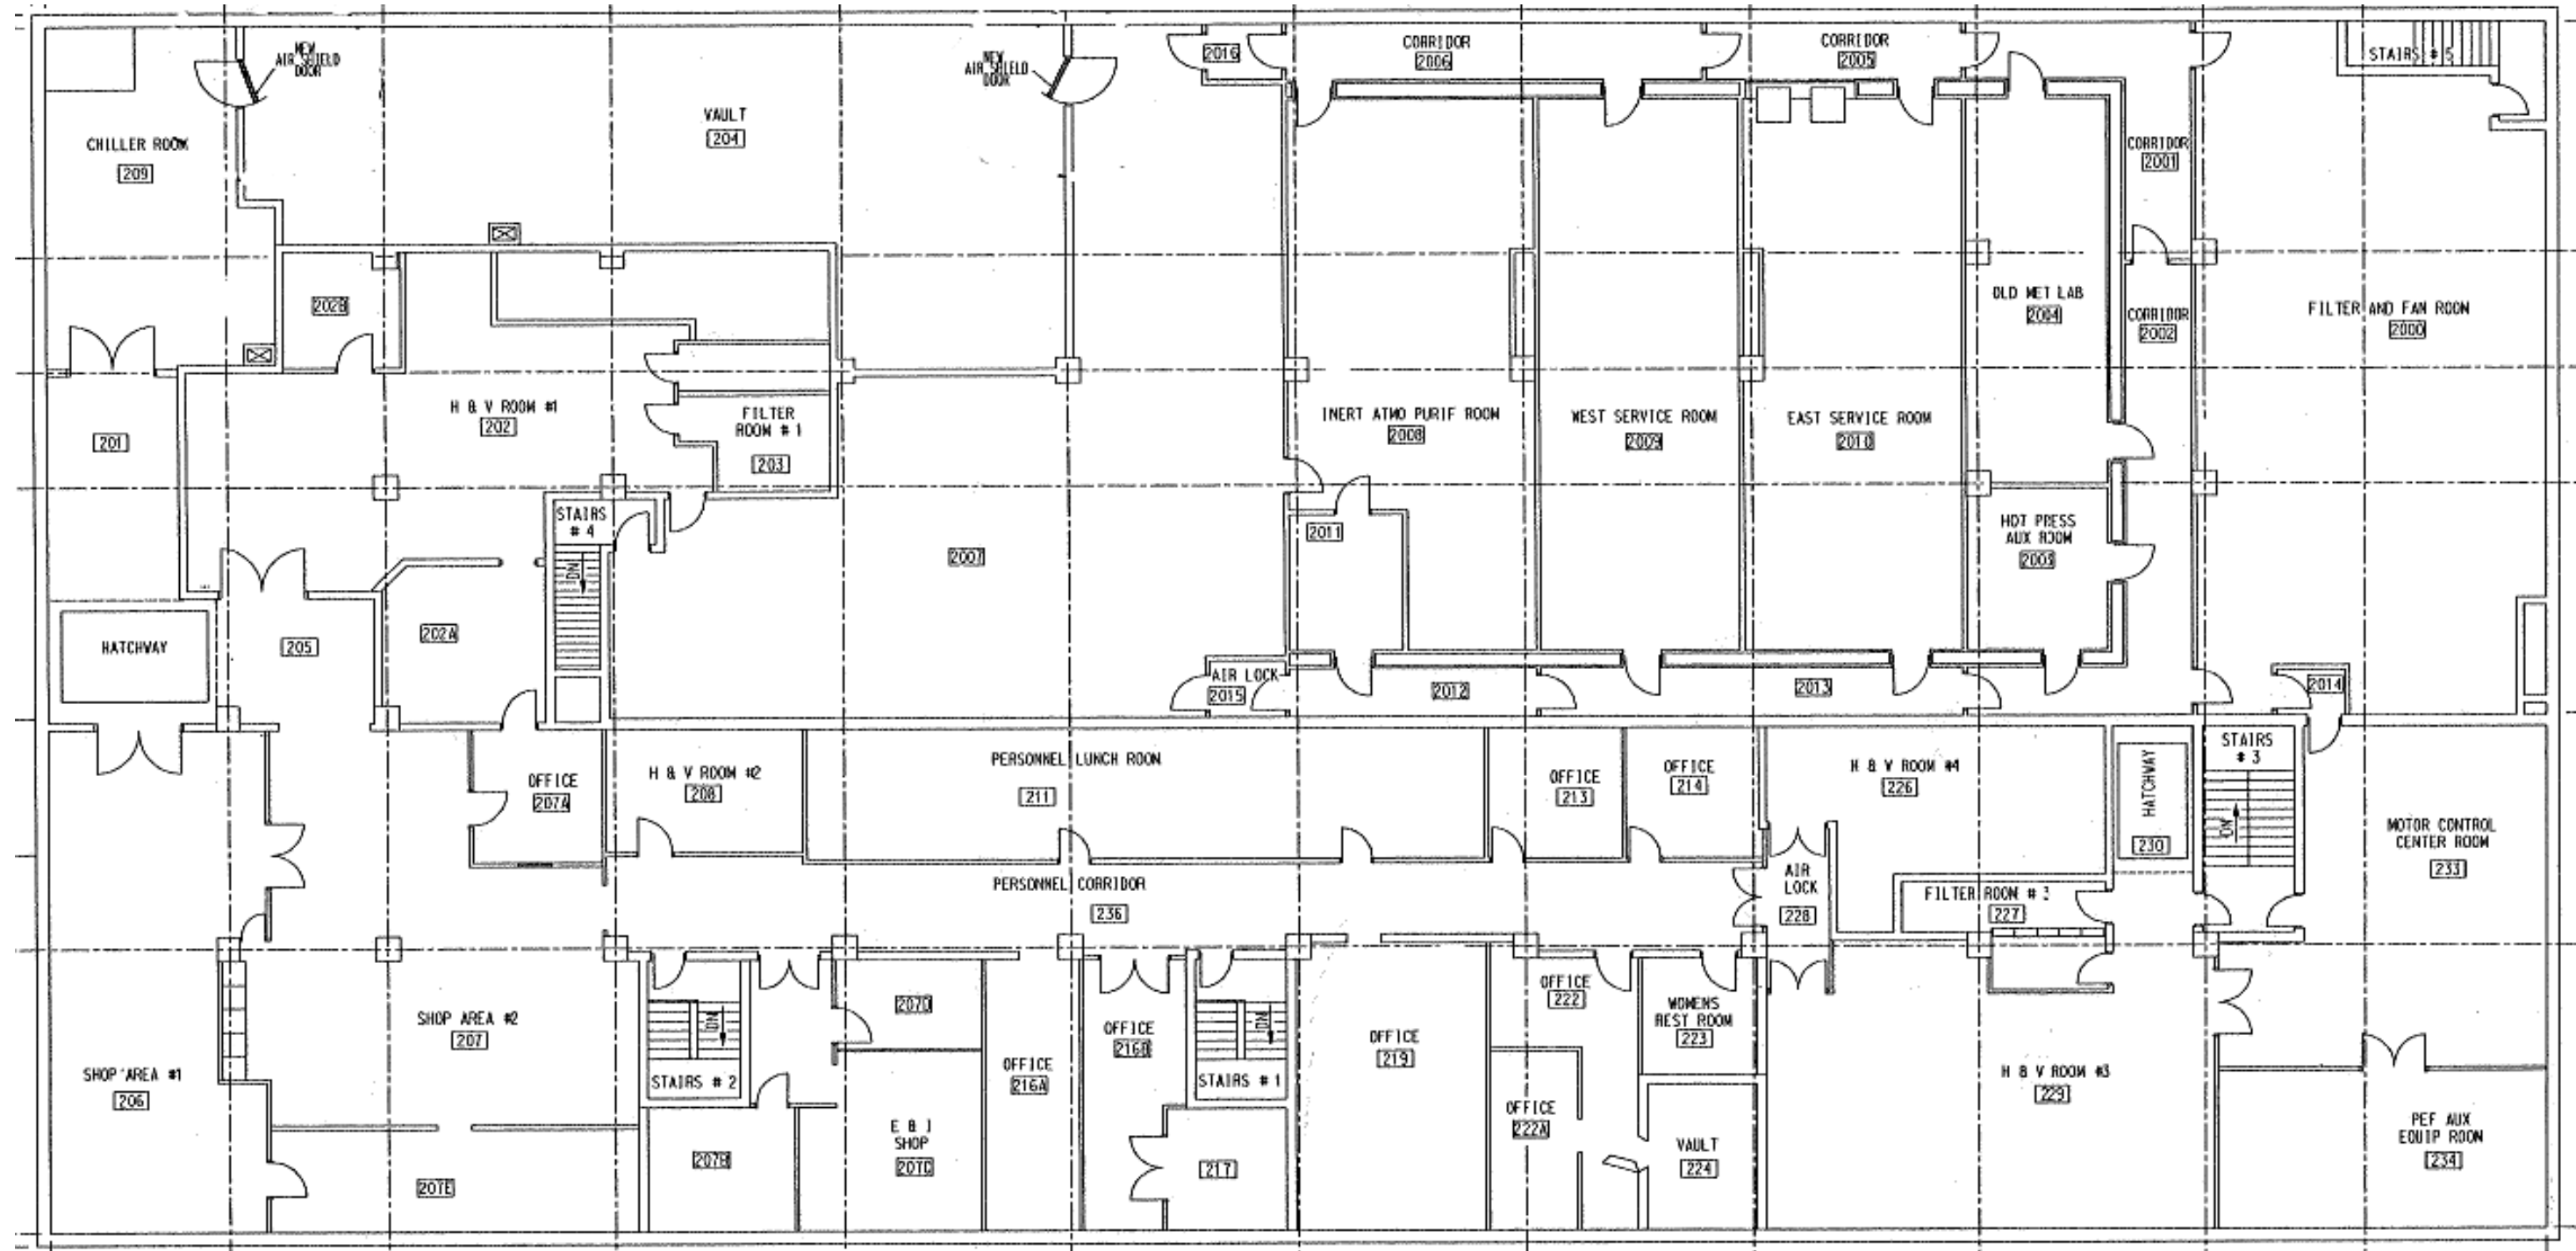 NEW
AIR SHIELD
DOOR
NEW
AIR SHIELD
DOOR
VAULT
204
CHILLER ROOM
209
2016
CORRIDOR
2006
CORRIDOR
2005
STAIRS # 5
CORRIDOR
2001
202B
OLD MET LAB
2004
CORRIDOR
2002
FILTER AND FAN ROOM
2000
201
H & V ROOM #1
202
FILTER
ROOM # 1
203
INERT ATMO PURIF ROOM
2008
WEST SERVICE ROOM
2009
EAST SERVICE ROOM
2010
STAIRS
# 4
DN
2007
2011
HOT PRESS
AUX ROOM
2003
HATCHWAY
205
202A
AIR LOCK
2015
2012
2013
2014
OFFICE
207A
H & V ROOM #2
208
PERSONNEL LUNCH ROOM
211
OFFICE
213
OFFICE
214
H & V ROOM #4
226
HATCHWAY
230
STAIRS
# 3
DN
MOTOR CONTROL
CENTER ROOM
233
PERSONNEL CORRIDOR
236
AIR
LOCK
228
FILTER ROOM # 3
227
SHOP AREA #1
206
SHOP AREA #2
207
207E
DN
STAIRS # 2
207B
207D
E & I
SHOP
207C
OFFICE
216A
OFFICE
216B
DN
STAIRS # 1
217
OFFICE
219
OFFICE
222
OFFICE
222A
WOMENS
REST ROOM
223
VAULT
224
H & V ROOM #3
229
PEF AUX
EQUIP ROOM
234